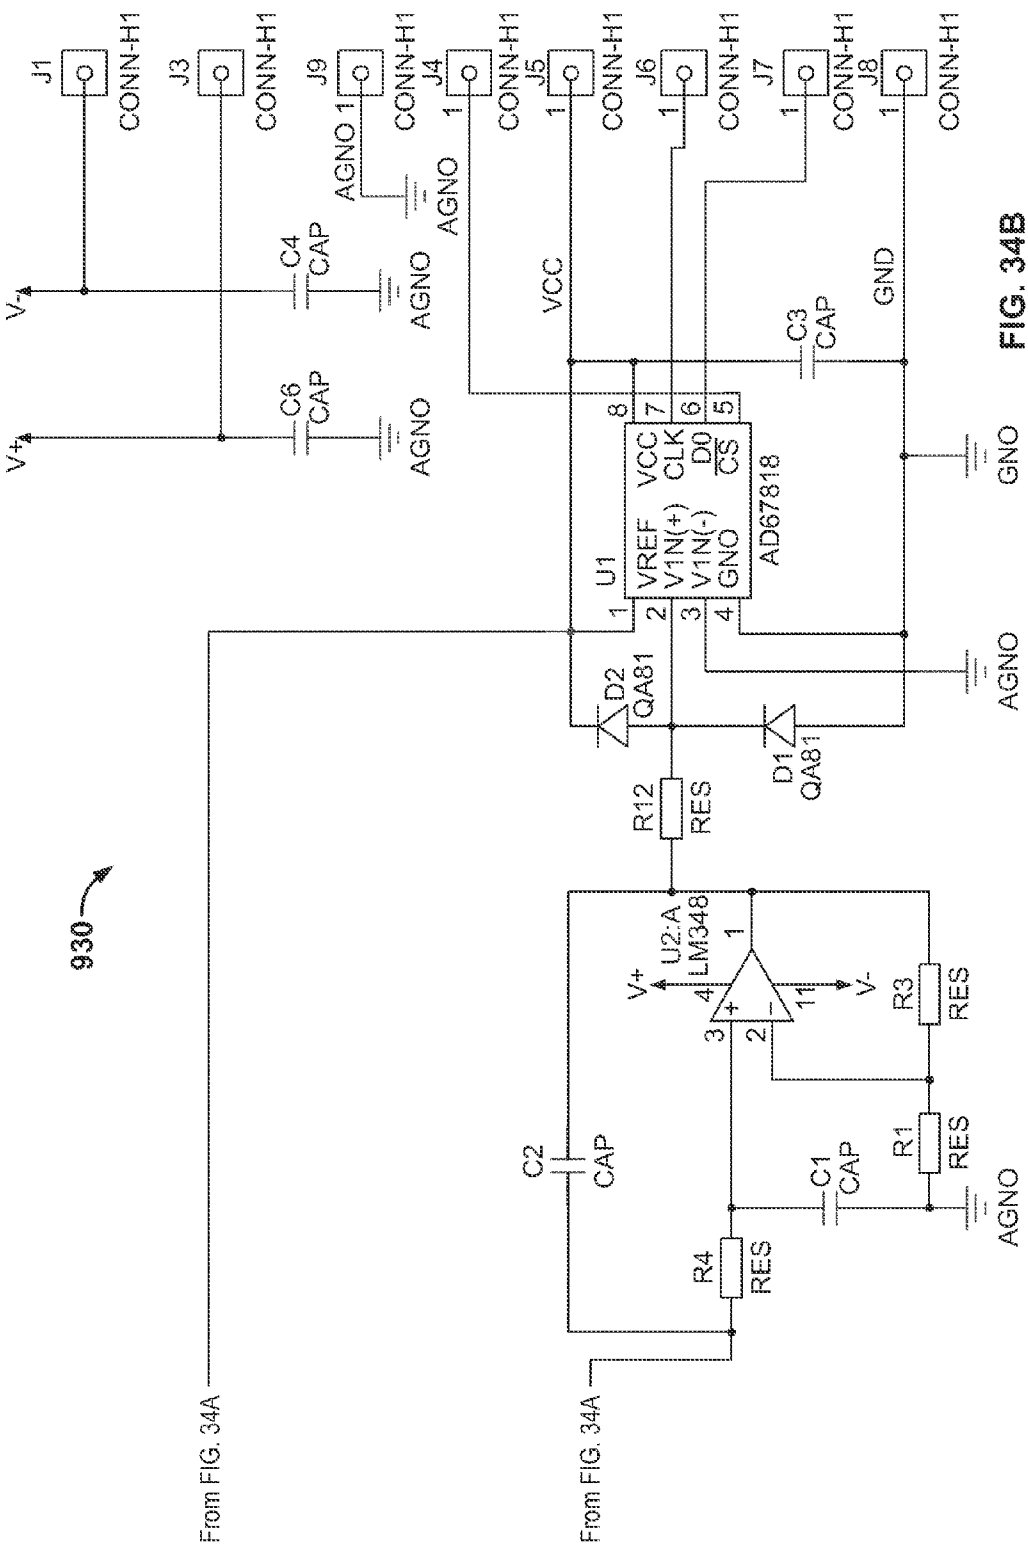 930
From FIG. 34A
From FIG. 34A
V+
V-
C6
CAP
AGNO
C4
CAP
AGNO
J1
CONN-H1
J3
CONN-H1
J9
CONN-H1
AGNO 1
AGNO
J4
1
CONN-H1
J5
1
CONN-H1
J6
1
CONN-H1
J7
1
CONN-H1
J8
1
CONN-H1
VCC
GND
C3
CAP
U1
1
2
3
4
VREF
V1N(+)
V1N(-)
GNO
VCC
CLK
D0
CS
8
7
6
5
AD67818
D2
QA81
D1
QA81
R12
RES
C2
CAP
U2:A
LM348
V+
4
3
+
2
−
1
11
V-
R4
RES
C1
CAP
R1
RES
R3
RES
AGNO
AGNO
GNO
FIG. 34B